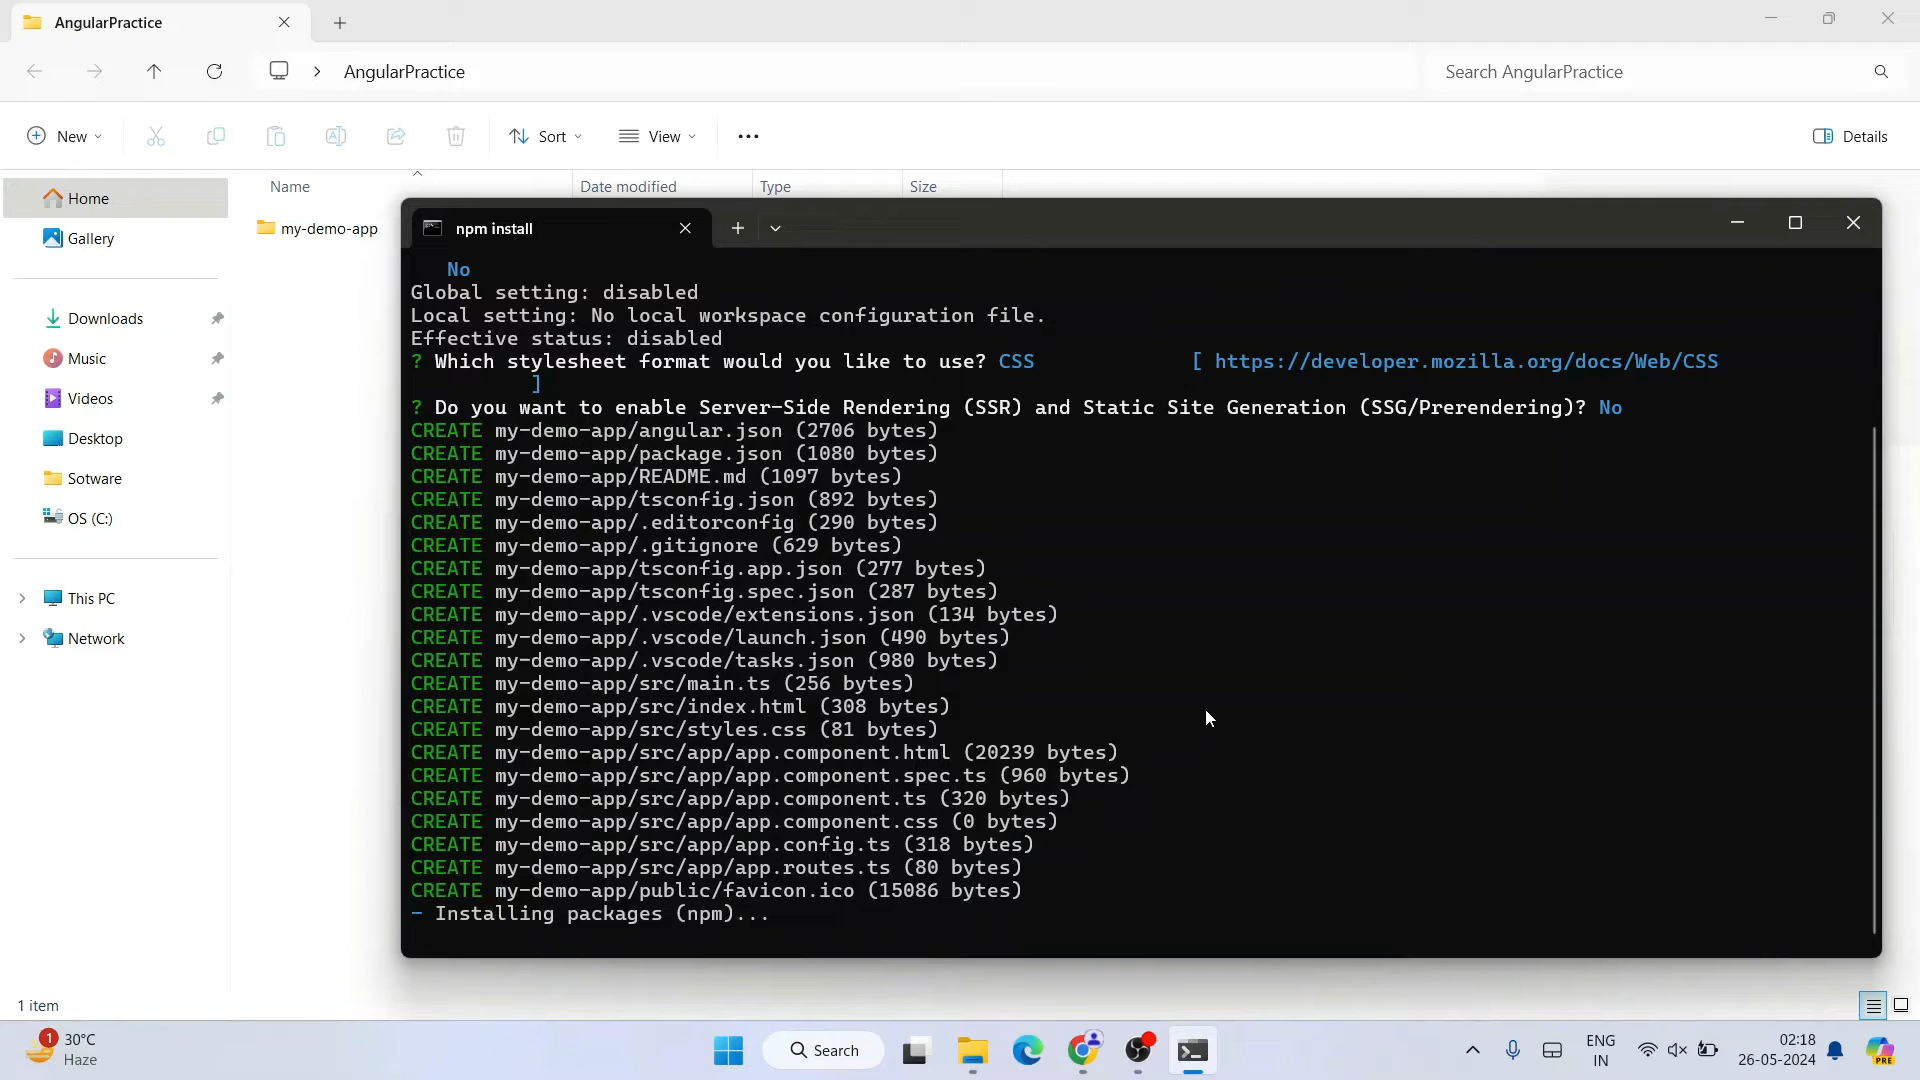 AngularPractice
AngularPractice
Search AngularPractice
New
Sort
View
Details
Name
Date modified
Type
Size
Home
Gallery
Downloads
Music
Videos
Desktop
Sotware
OS (C:)
This PC
Network
my-demo-app
npm install
No
Global setting: disabled
Local setting: No local workspace configuration file.
Effective status: disabled
? Which stylesheet format would you like to use? CSS [ https://developer.mozilla.org/docs/Web/CSS
]
? Do you want to enable Server-Side Rendering (SSR) and Static Site Generation (SSG/Prerendering)? No
CREATE my-demo-app/angular.json (2706 bytes)
CREATE my-demo-app/package.json (1080 bytes)
CREATE my-demo-app/README.md (1097 bytes)
CREATE my-demo-app/tsconfig.json (892 bytes)
CREATE my-demo-app/.editorconfig (290 bytes)
CREATE my-demo-app/.gitignore (629 bytes)
CREATE my-demo-app/tsconfig.app.json (277 bytes)
CREATE my-demo-app/tsconfig.spec.json (287 bytes)
CREATE my-demo-app/.vscode/extensions.json (134 bytes)
CREATE my-demo-app/.vscode/launch.json (490 bytes)
CREATE my-demo-app/.vscode/tasks.json (980 bytes)
CREATE my-demo-app/src/main.ts (256 bytes)
CREATE my-demo-app/src/index.html (308 bytes)
CREATE my-demo-app/src/styles.css (81 bytes)
CREATE my-demo-app/src/app/app.component.html (20239 bytes)
CREATE my-demo-app/src/app/app.component.spec.ts (960 bytes)
CREATE my-demo-app/src/app/app.component.ts (320 bytes)
CREATE my-demo-app/src/app/app.component.css (0 bytes)
CREATE my-demo-app/src/app/app.config.ts (318 bytes)
CREATE my-demo-app/src/app/app.routes.ts (80 bytes)
CREATE my-demo-app/public/favicon.ico (15086 bytes)
- Installing packages (npm)...
1 item
1
30°C
Haze
Search
ENG
IN
02:18
26-05-2024
PRE